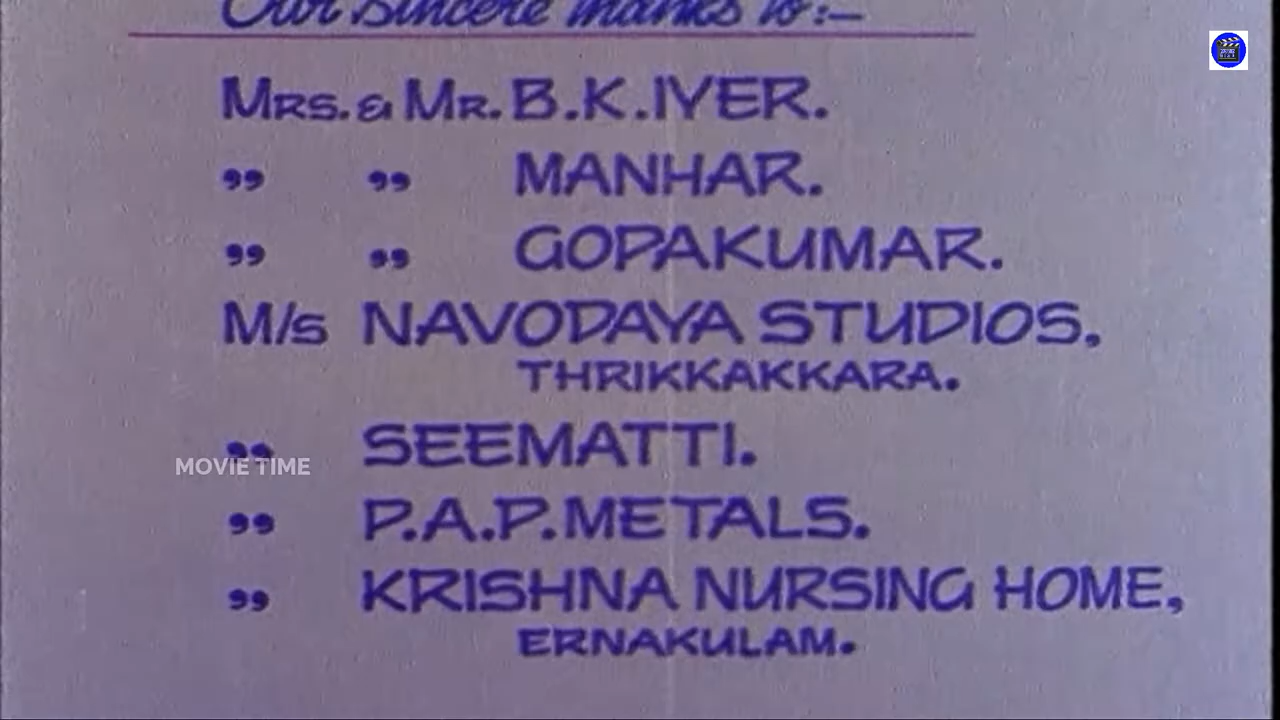 Our Sincere thanks to:—
MRS. & MR. B.K.IYER.
” ” MANHAR.
” ” GOPAKUMAR.
M/s NAVODAYA STUDIOS,
THRIKKAKKARA.
” SEEMATTI.
MOVIE TIME
” P.A.P. METALS.
” KRISHNA NURSING HOME,
ERNAKULAM.